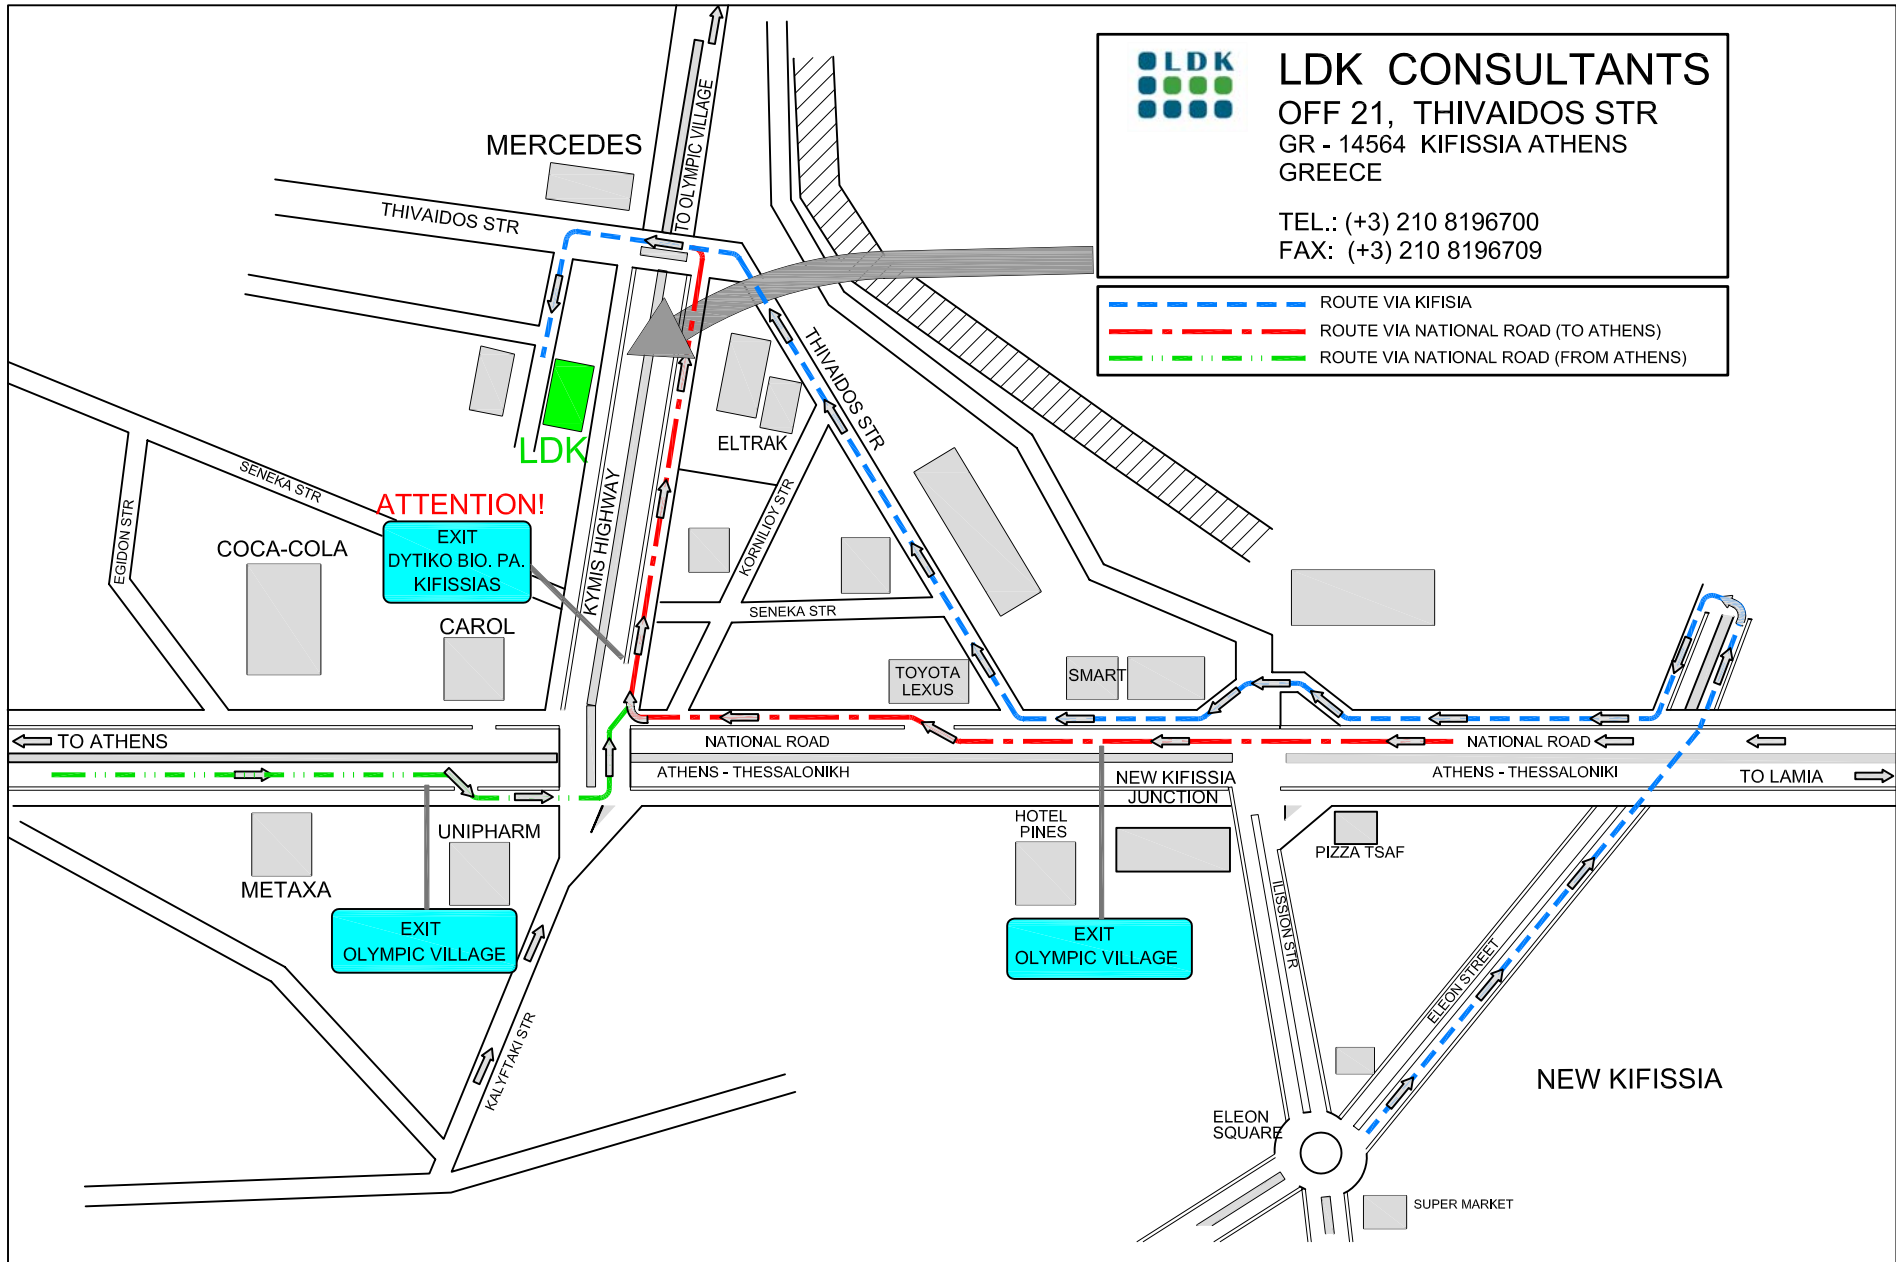 LDK
LDK CONSULTANTS
OFF 21, THIVAIDOS STR
GR - 14564 KIFISSIA ATHENS
GREECE
TEL.: (+3) 210 8196700
FAX: (+3) 210 8196709
ROUTE VIA KIFISIA
ROUTE VIA NATIONAL ROAD (TO ATHENS)
ROUTE VIA NATIONAL ROAD (FROM ATHENS)
TO OLYMPIC VILLAGE
MERCEDES
THIVAIDOS STR
THIVAIDOS STR
ELTRAK
LDK
SENEKA STR
ATTENTION!
EXIT
DYTIKO BIO. PA.
KIFISSIAS
EGIDON STR
COCA-COLA
KYMIS HIGHWAY
KORNILIOY STR
SENEKA STR
CAROL
TOYOTA
LEXUS
SMART
TO ATHENS
NATIONAL ROAD
NATIONAL ROAD
ATHENS - THESSALONIKH
NEW KIFISSIA
JUNCTION
ATHENS - THESSALONIKI
TO LAMIA
METAXA
UNIPHARM
HOTEL
PINES
PIZZA TSAF
EXIT
OLYMPIC VILLAGE
EXIT
OLYMPIC VILLAGE
ILISSION STR
ELEON STREET
KALYFTAKI STR
NEW KIFISSIA
ELEON
SQUARE
SUPER MARKET